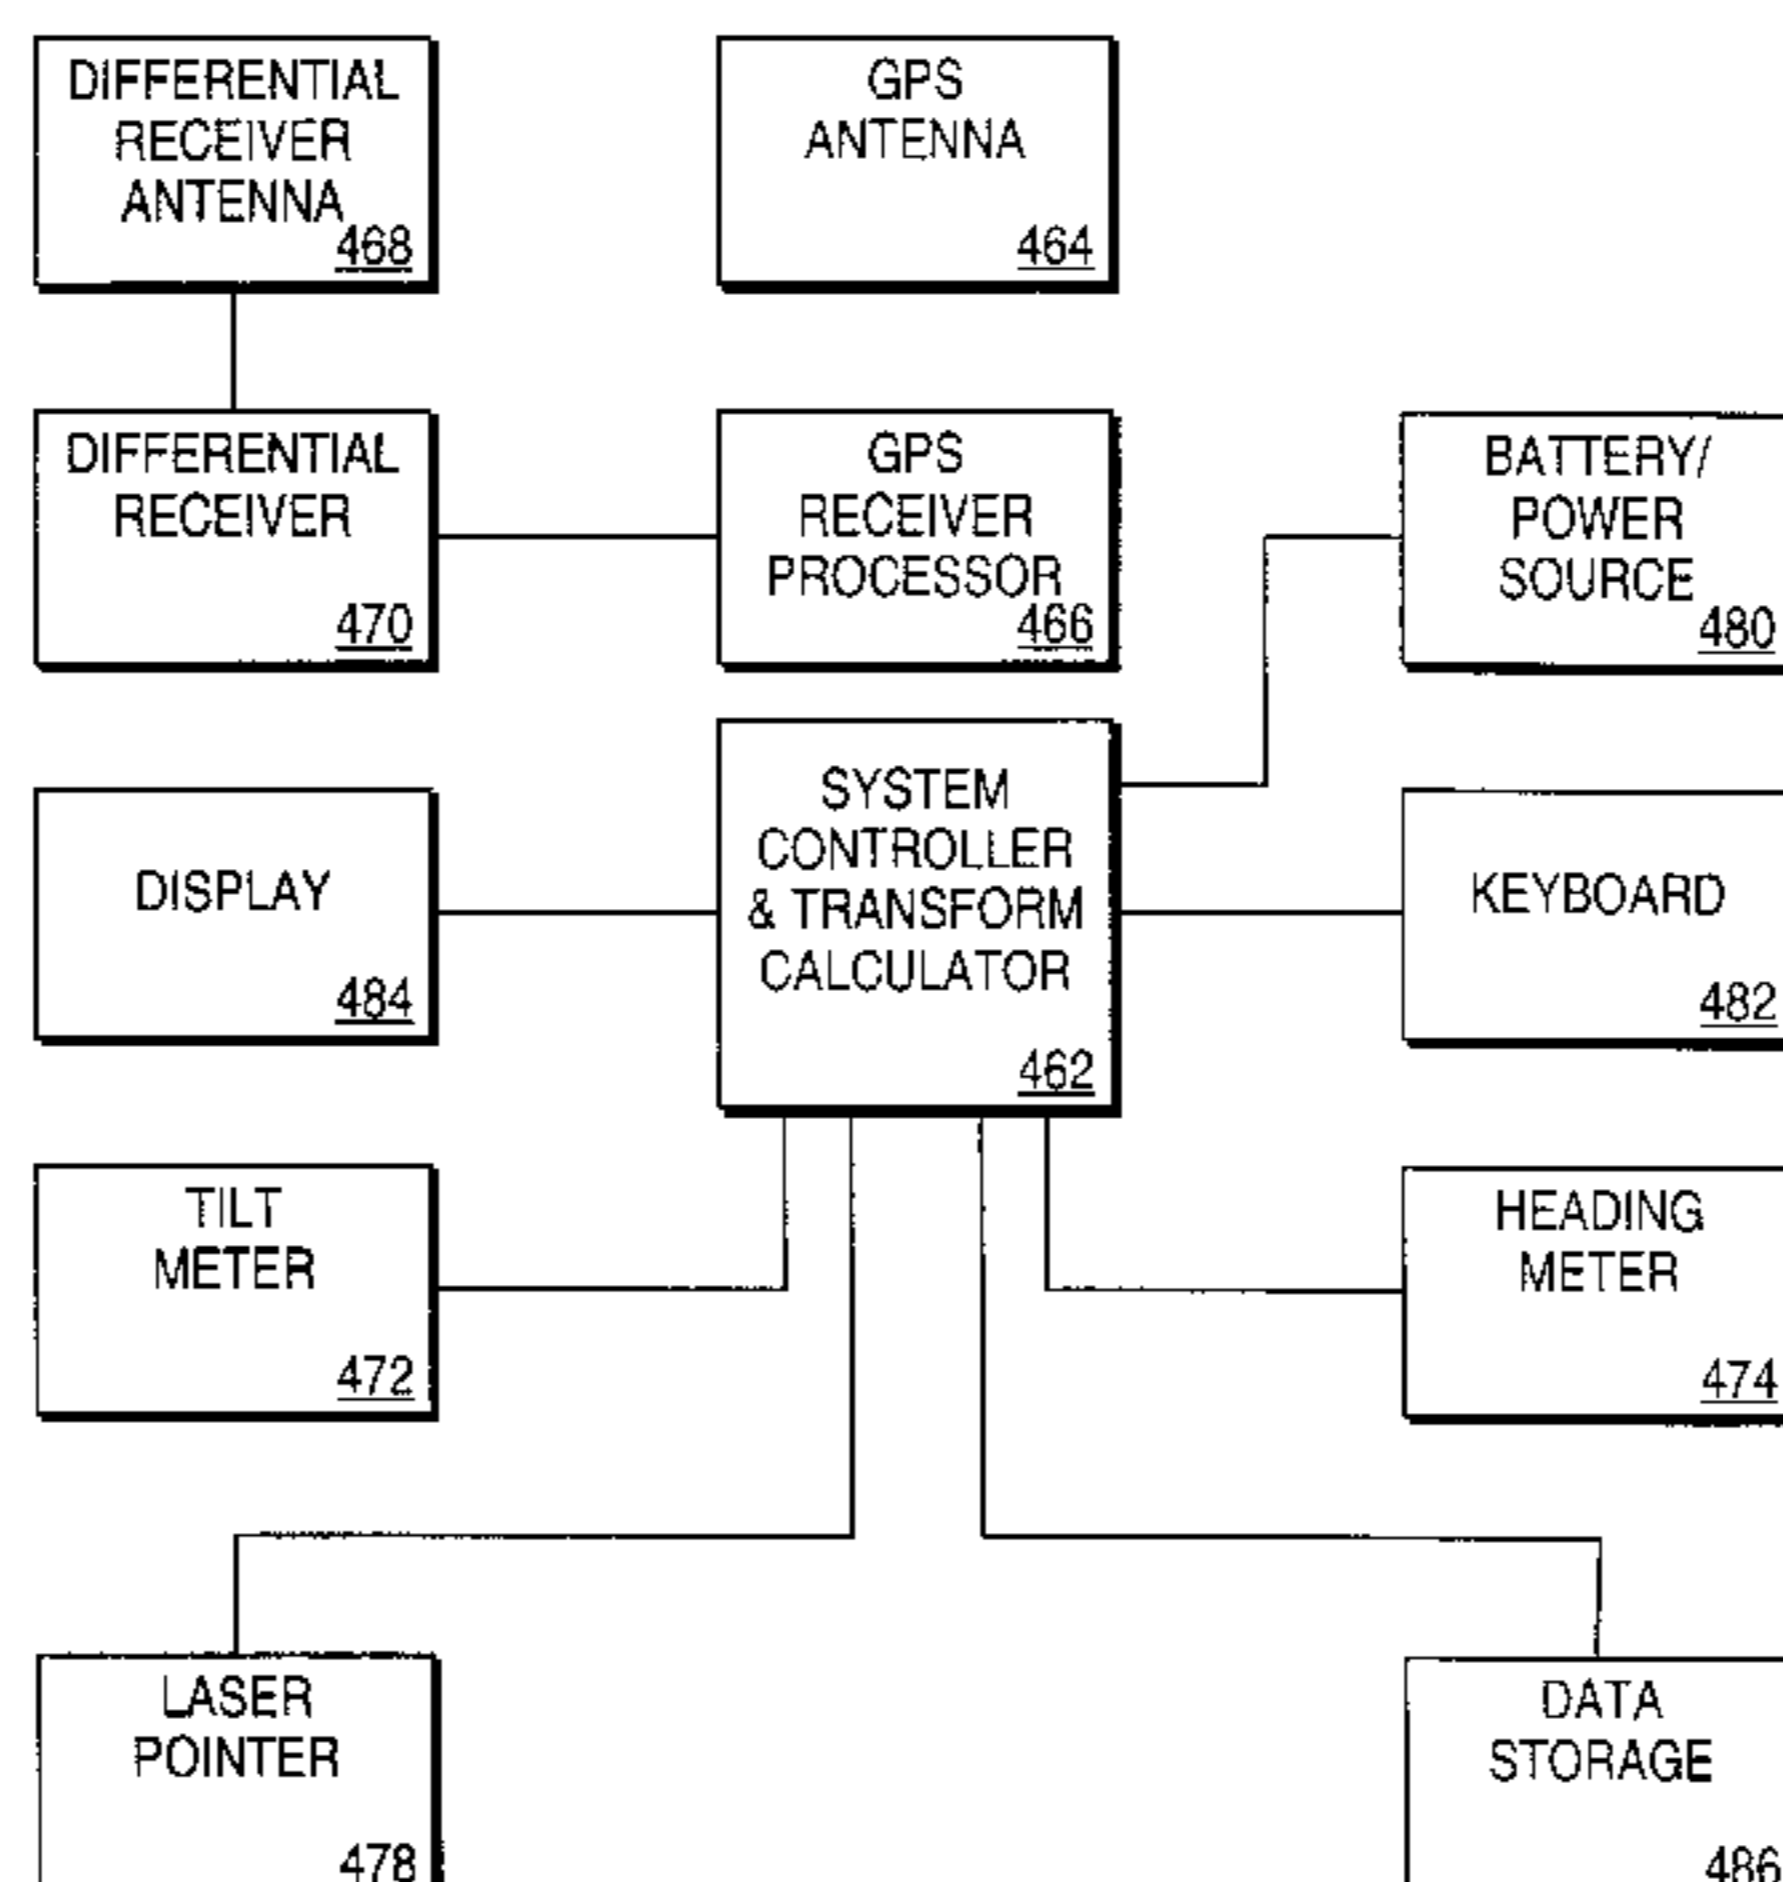 DIFFERENTIAL
RECEIVER
ANTENNA
468
GPS
ANTENNA
464
DIFFERENTIAL
RECEIVER
470
GPS
RECEIVER
PROCESSOR
466
BATTERY/
POWER
SOURCE
480
DISPLAY
484
SYSTEM
CONTROLLER
& TRANSFORM
CALCULATOR
462
KEYBOARD
482
TILT
METER
472
HEADING
METER
474
LASER
POINTER
478
DATA
STORAGE
486